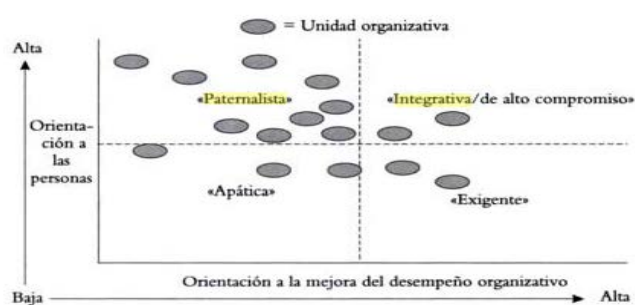 = Unidad organizativa
Alta
«Paternalista»
«Integrativa/de alto compromiso»
Orienta-
ción a
las
personas
«Apática»
«Exigente»
Orientación a la mejora del desempeño organizativo
Baja
Alta